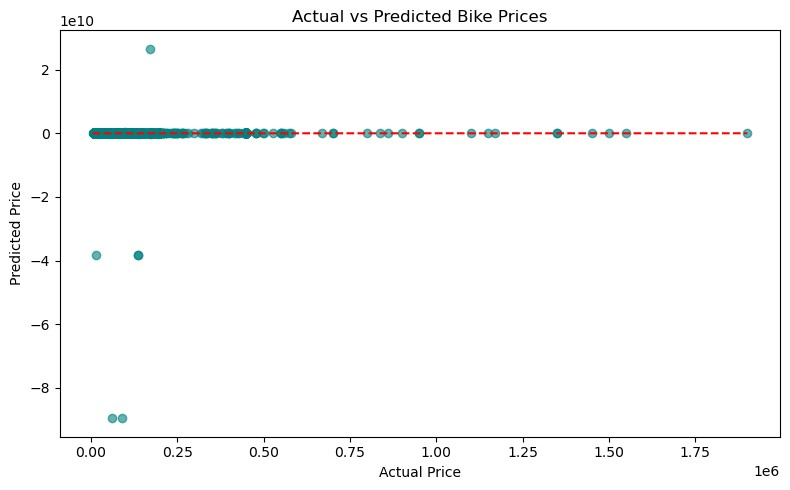 Actual vs Predicted Bike Prices
1e10
2
0
−2
−4
−6
−8
Predicted Price
0.00 0.25 0.50 0.75 1.00 1.25 1.50 1.75
1e6
Actual Price